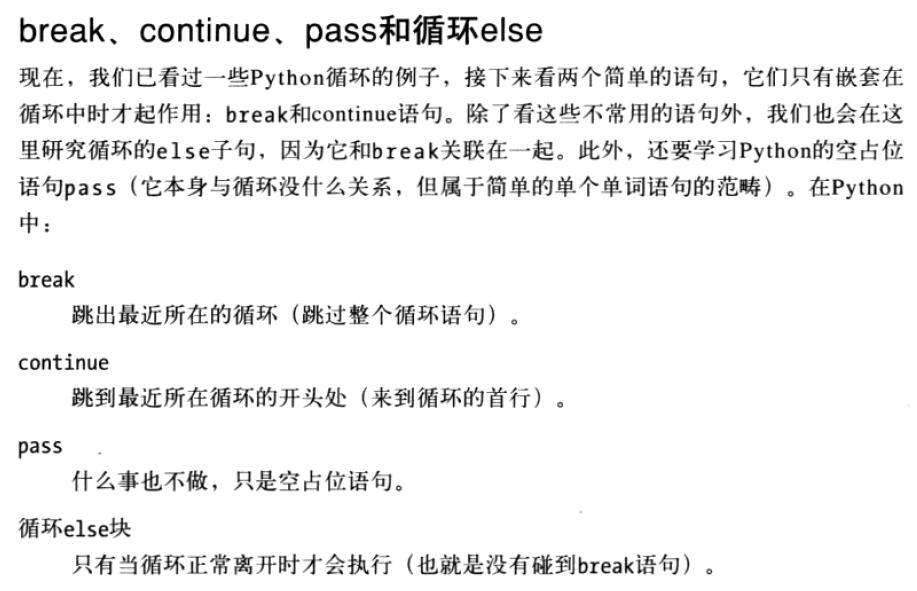 break、continue、pass和循环else
现在，我们已看过一些Python循环的例子，接下来看两个简单的语句，它们只有嵌套在
循环中时才起作用：break和continue语句。除了看这些不常用的语句外，我们也会在这
里研究循环的else子句，因为它和break关联在一起。此外，还要学习Python的空占位
语句pass（它本身与循环没什么关系，但属于简单的单个单词语句的范畴）。在Python
中：
break
跳出最近所在的循环（跳过整个循环语句）。
continue
跳到最近所在循环的开头处（来到循环的首行）。
pass
什么事也不做，只是空占位语句。
循环else块
只有当循环正常离开时才会执行（也就是没有碰到break语句）。